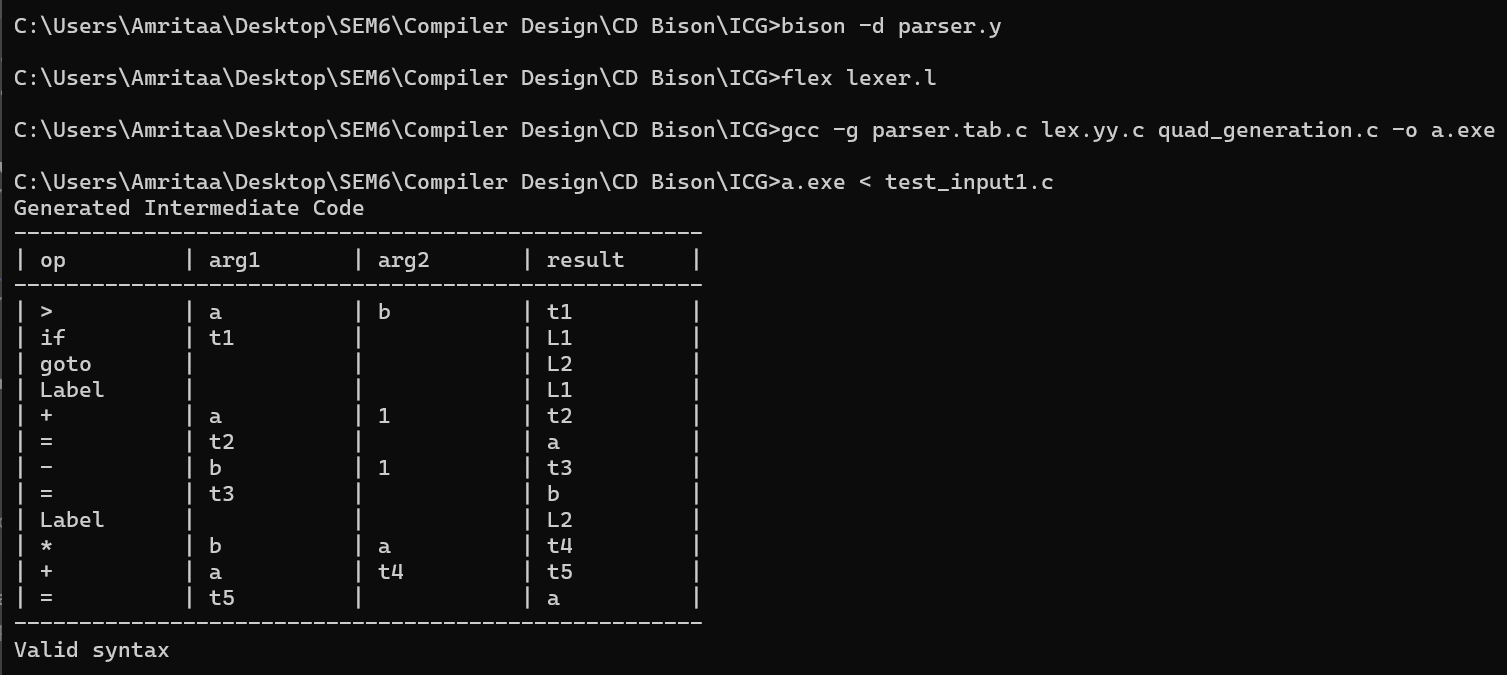 C:\Users\Amritaa\Desktop\SEM6\Compiler Design\CD Bison\ICG>bison -d parser.y
C:\Users\Amritaa\Desktop\SEM6\Compiler Design\CD Bison\ICG>flex lexer.l
C:\Users\Amritaa\Desktop\SEM6\Compiler Design\CD Bison\ICG>gcc -g parser.tab.c lex.yy.c quad_generation.c -o a.exe
C:\Users\Amritaa\Desktop\SEM6\Compiler Design\CD Bison\ICG>a.exe < test_input1.c
Generated Intermediate Code
-----------------------------------------------------
| op         | arg1       | arg2       | result     |
-----------------------------------------------------
| >          | a          | b          | t1         |
| if         | t1         |            | L1         |
| goto       |            |            | L2         |
| Label      |            |            | L1         |
| +          | a          | 1          | t2         |
| =          | t2         |            | a          |
| -          | b          | 1          | t3         |
| =          | t3         |            | b          |
| Label      |            |            | L2         |
| *          | b          | a          | t4         |
| +          | a          | t4         | t5         |
| =          | t5         |            | a          |
-----------------------------------------------------
Valid syntax